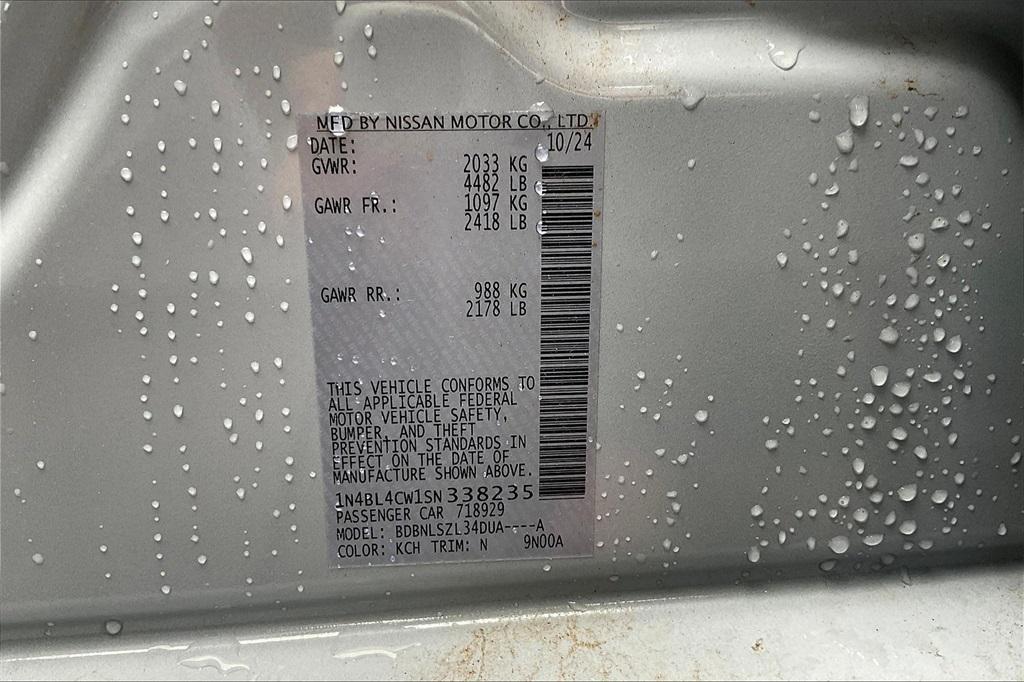 MFD BY NISSAN MOTOR CO., LTD.
DATE: 10/24
GVWR: 2033 KG
4482 LB
GAWR FR.: 1097 KG
2418 LB
GAWR RR.: 988 KG
2178 LB
THIS VEHICLE CONFORMS TO
ALL APPLICABLE FEDERAL
MOTOR VEHICLE SAFETY,
BUMPER, AND THEFT
PREVENTION STANDARDS IN
EFFECT ON THE DATE OF
MANUFACTURE SHOWN ABOVE.
1N4BL4CW1SN338235
PASSENGER CAR 718929
MODEL: BDBNLSZL34DUA----A
COLOR: KCH TRIM: N 9N00A